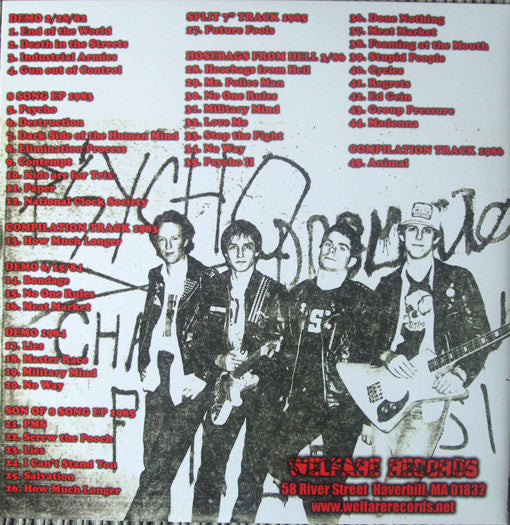 DEMO 2/28/82
1. End of the World
2. Death in the Streets
3. Industrial Armies
4. Gun out of Control
8 SONG EP 1983
5. Psycho
6. Destruction
7. Dark Side of the Human Mind
8. Elimination Process
9. Contempt
10. Kids are for Trix
11. Paper
12. National Clock Society
COMPILATION TRACK 1983
13. How Much Longer
DEMO 6/15/84
14. Bondage
15. No One Rules
16. Meat Market
DEMO 1984
17. Lies
18. Master Race
19. Military Mind
20. No Way
SON OF 8 SONG EP 1985
21. PMS
22. Screw the Pooch
23. Lies
24. I Can't Stand You
25. Salvation
26. How Much Longer
SPLIT 7" TRACK 1985
27. Future Fools
HOSEBAGS FROM HELL 3/86
28. Hosebags from Hell
29. Mr. Police Man
30. No One Rules
31. Military Mind
32. Love Me
33. Stop the Fight
34. No Way
35. Psycho II
36. Done Nothing
37. Meat Market
38. Foaming at the Mouth
39. Stupid People
40. Cycles
41. Regrets
42. Ed Gein
43. Group Pressure
44. Madonna
COMPILATION TRACK 1986
45. Animal
PSYCHO
WELFARE RECORDS
58 River Street Haverhill, MA 01832
www.welfarerecords.net